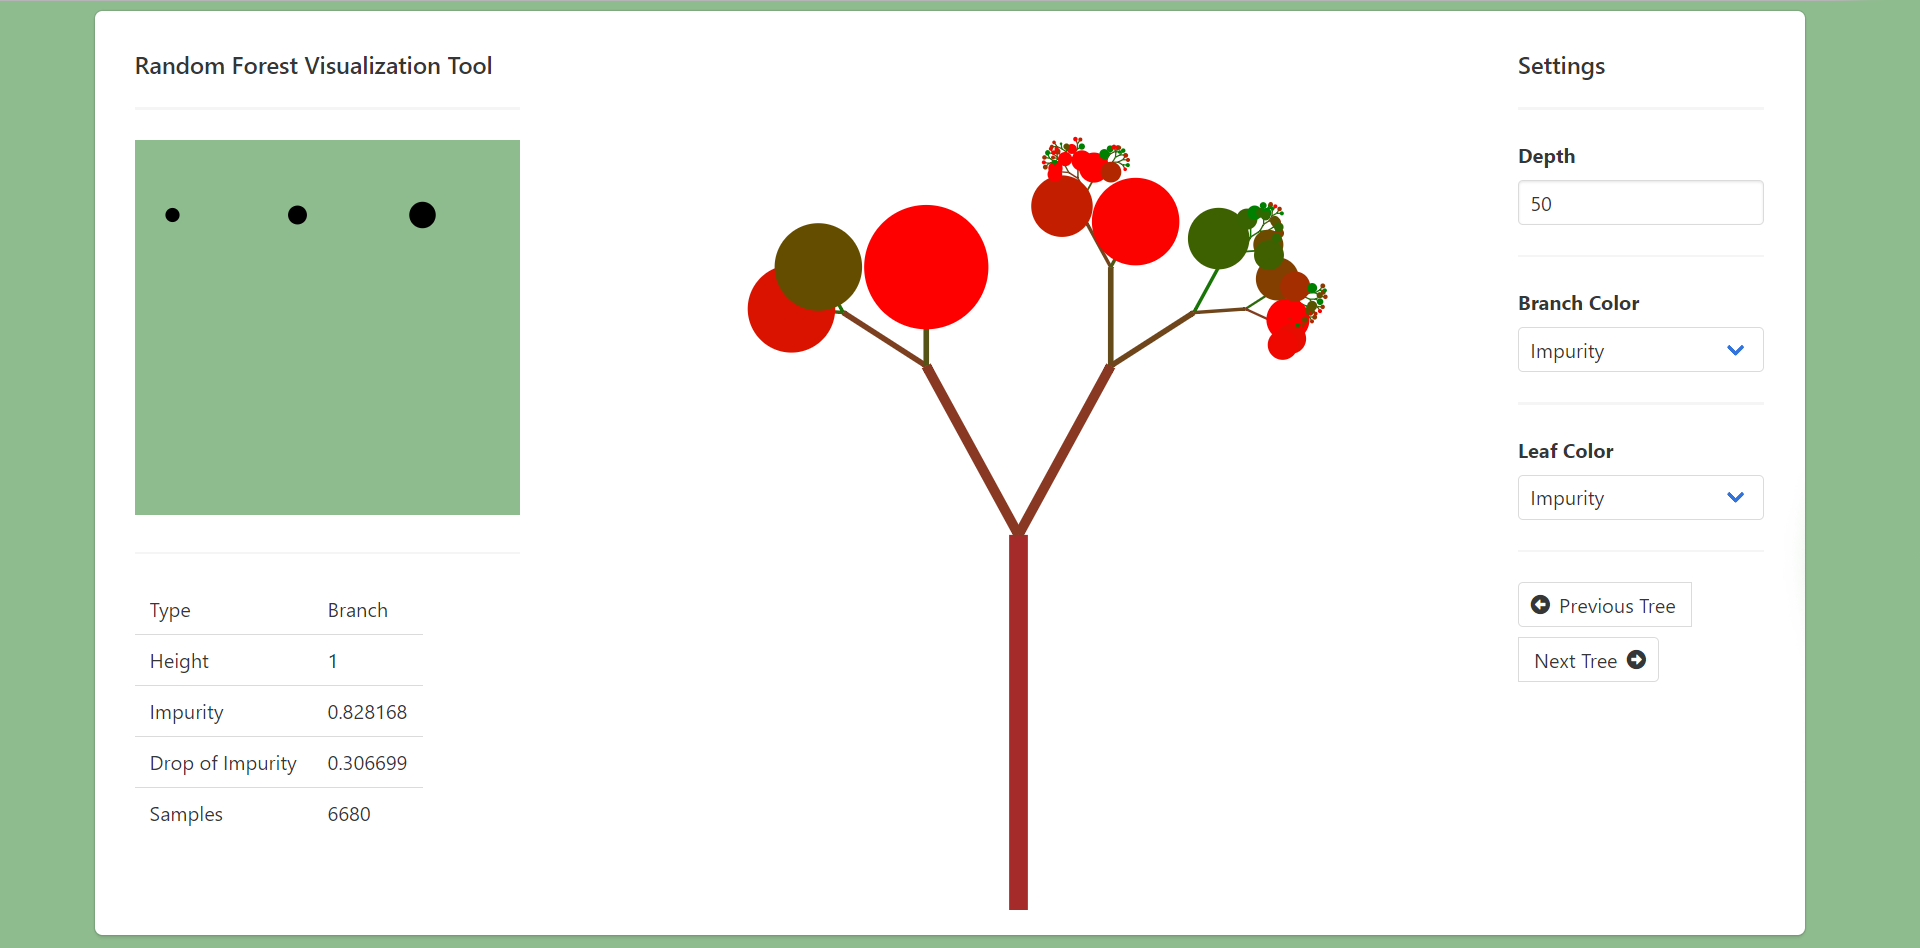 Random Forest Visualization Tool
Type Branch
Height 1
Impurity 0.828168
Drop of Impurity 0.306699
Samples 6680
Settings
Depth
50
Branch Color
Impurity
Leaf Color
Impurity
Previous Tree
Next Tree